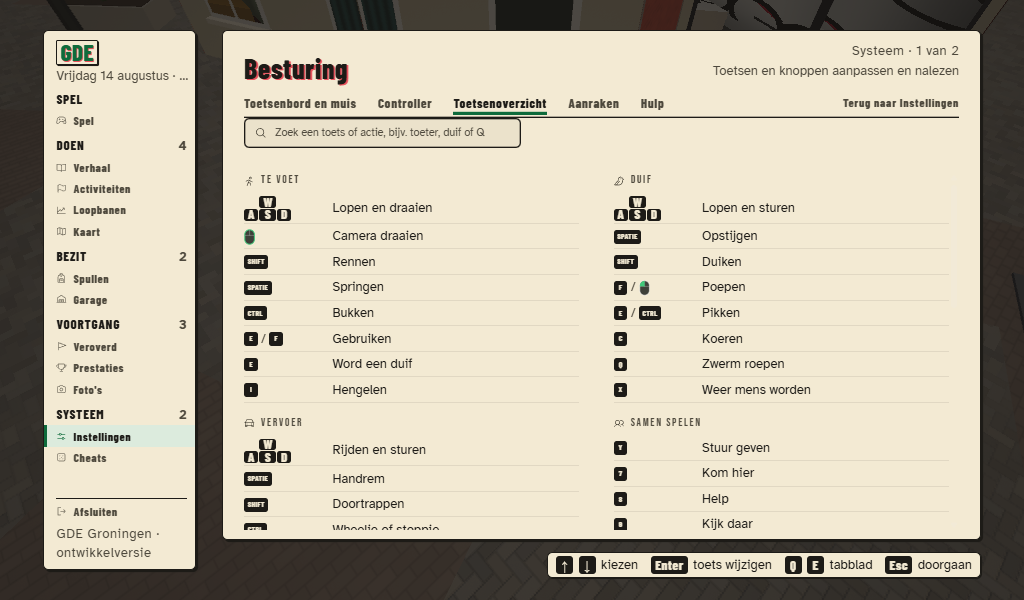 GDE
Vrijdag 14 augustus · ...
SPEL
Spel
DOEN 4
Verhaal
Activiteiten
Loopbanen
Kaart
BEZIT 2
Spullen
Garage
VOORTGANG 3
Veroverd
Prestaties
Foto's
SYSTEEM 2
Instellingen
Cheats
Afsluiten
GDE Groningen ·
ontwikkelversie
Besturing
Systeem · 1 van 2
Toetsen en knoppen aanpassen en nalezen
Toetsenbord en muis Controller Toetsenoverzicht Aanraken Hulp Terug naar Instellingen
Zoek een toets of actie, bijv. toeter, duif of Q
TE VOET
W
A S D Lopen en draaien
Camera draaien
SHIFT Rennen
SPATIE Springen
CTRL Bukken
E / F Gebruiken
E Word een duif
I Hengelen
VERVOER
W
A S D Rijden en sturen
SPATIE Handrem
SHIFT Doortrappen
CTRL Wheelie of stoppie
DUIF
W
A S D Lopen en sturen
SPATIE Opstijgen
SHIFT Duiken
F / Poepen
E / CTRL Pikken
C Koeren
Q Zwerm roepen
X Weer mens worden
SAMEN SPELEN
Y Stuur geven
7 Kom hier
8 Help
9 Kijk daar
↑ ↓ kiezen Enter toets wijzigen Q E tabblad Esc doorgaan